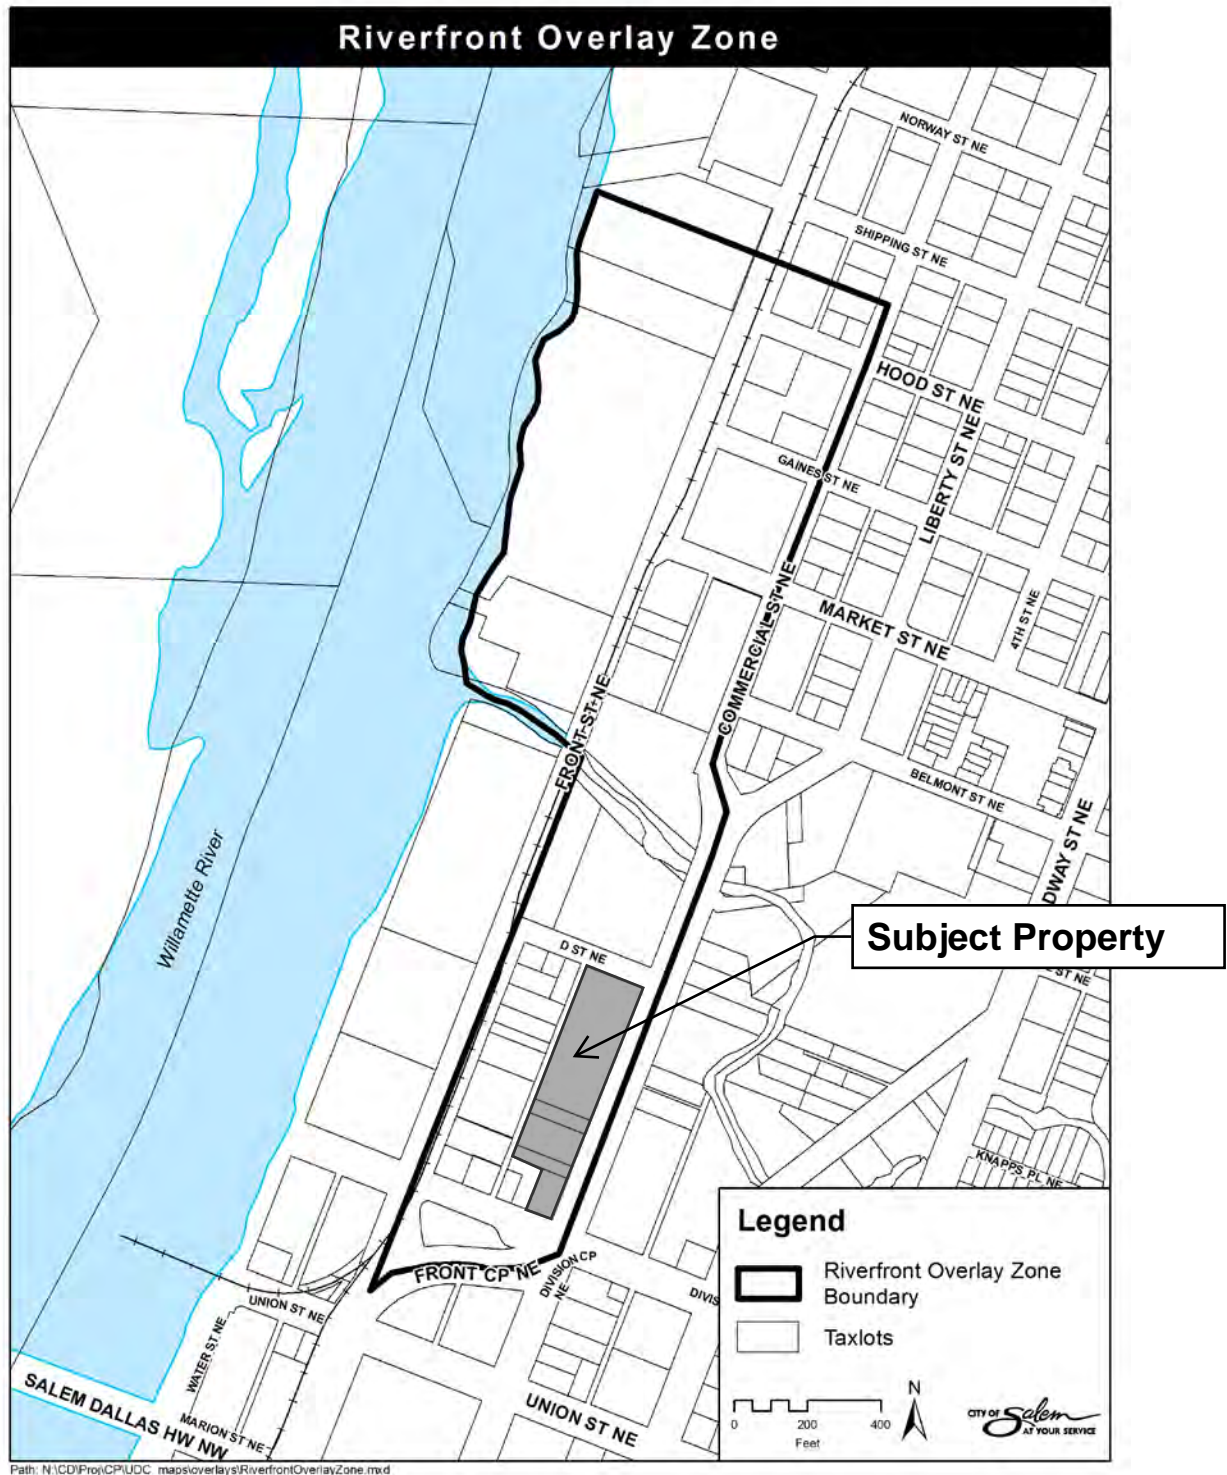 Riverfront Overlay Zone
NORWAY ST NE
SHIPPING ST NE
HOOD ST NE
LIBERTY ST NE
GAINES ST NE
4TH ST NE
MARKET ST NE
COMMERCIAL ST NE
FRONT ST NE
BELMONT ST NE
DWAY ST NE
Willamette River
Subject Property
D ST NE
ST NE
KNAPPS PL NE
FRONT CP NE
DIVISION CP
NE
DIVIS
UNION ST NE
WATER ST NE
SALEM DALLAS HW NW
MARION ST NE
UNION ST NE
Legend
Riverfront Overlay Zone
Boundary
Taxlots
N
0 200 400
Feet
CITY OF Salem
AT YOUR SERVICE
Path: N:\CD\Proj\CP\UDC_maps\overlays\RiverfrontOverlayZone.mxd